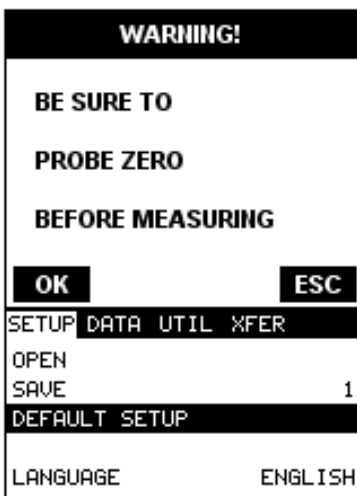 WARNING!
BE SURE TO
PROBE ZERO
BEFORE MEASURING
OK ESC
SETUP DATA UTIL XFER
OPEN
SAVE 1
DEFAULT SETUP
LANGUAGE ENGLISH